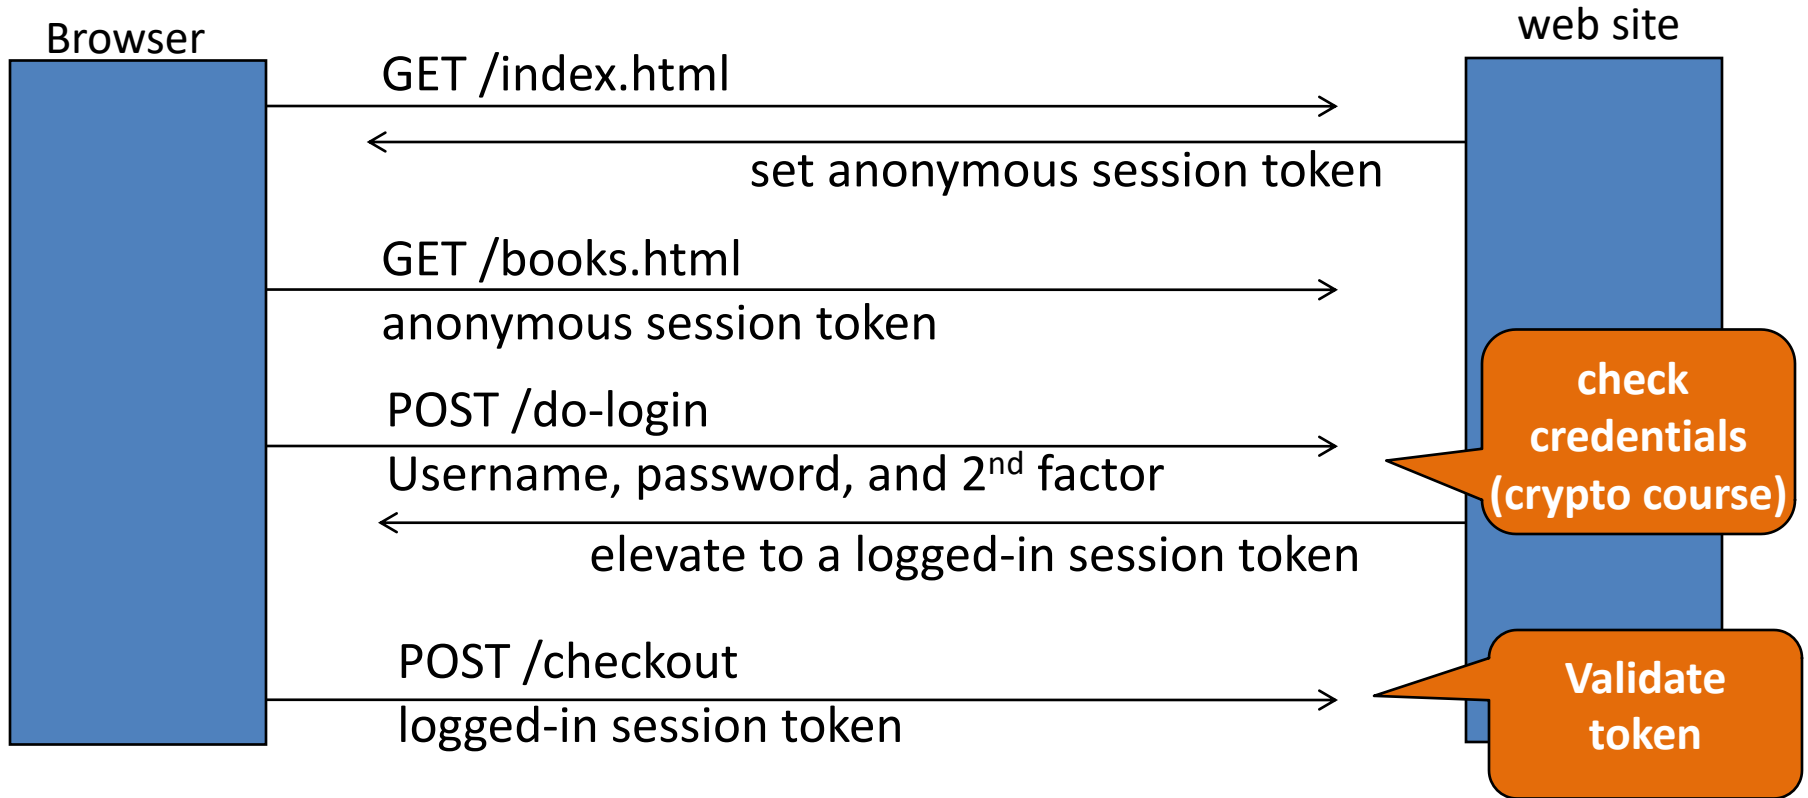 Browser
web site
GET /index.html
set anonymous session token
GET /books.html
anonymous session token
POST /do-login
Username, password, and 2nd factor
check
credentials
(crypto course)
elevate to a logged-in session token
POST /checkout
logged-in session token
Validate
token